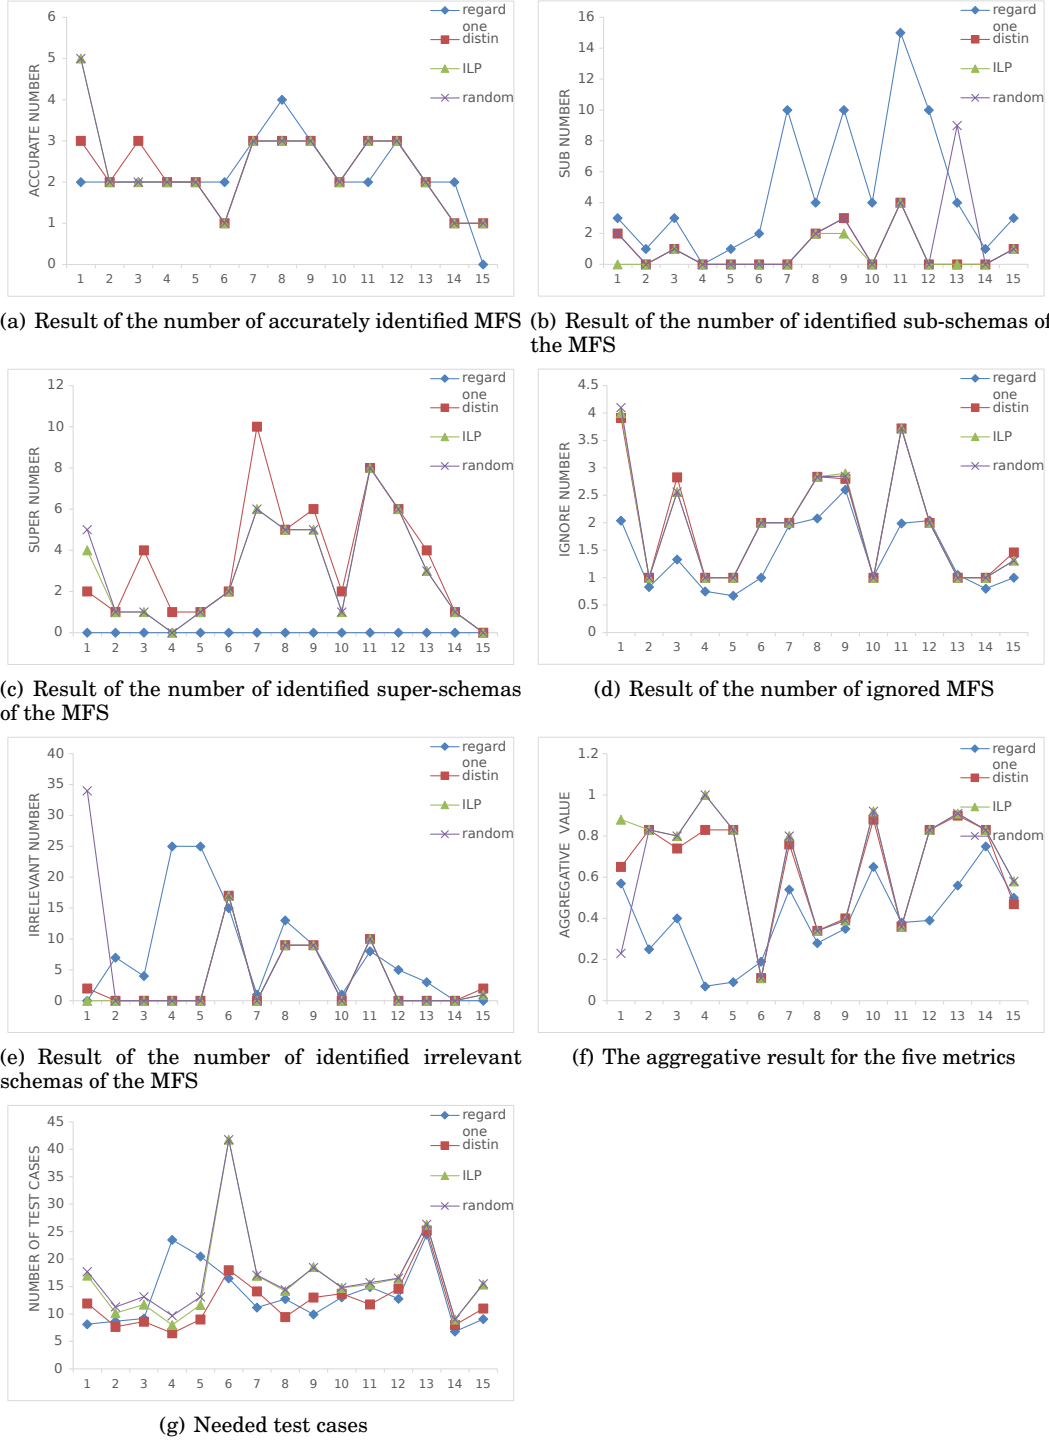 ACCURATE NUMBER
6
5
4
3
2
1
0
1 2 3 4 5 6 7 8 9 10 11 12 13 14 15
regard
one
distin
ILP
random
(a) Result of the number of accurately identified MFS
SUB NUMBER
16
14
12
10
8
6
4
2
0
1 2 3 4 5 6 7 8 9 10 11 12 13 14 15
regard
one
distin
ILP
random
(b) Result of the number of identified sub-schemas of
the MFS
SUPER NUMBER
12
10
8
6
4
2
0
1 2 3 4 5 6 7 8 9 10 11 12 13 14 15
regard
one
distin
ILP
random
(c) Result of the number of identified super-schemas
of the MFS
IGNORE NUMBER
4.5
4
3.5
3
2.5
2
1.5
1
0.5
0
1 2 3 4 5 6 7 8 9 10 11 12 13 14 15
regard
one
distin
ILP
random
(d) Result of the number of ignored MFS
IRRELEVANT NUMBER
40
35
30
25
20
15
10
5
0
1 2 3 4 5 6 7 8 9 10 11 12 13 14 15
regard
one
distin
ILP
random
(e) Result of the number of identified irrelevant
schemas of the MFS
AGGREGATIVE VALUE
1.2
1
0.8
0.6
0.4
0.2
0
1 2 3 4 5 6 7 8 9 10 11 12 13 14 15
regard
one
distin
ILP
random
(f) The aggregative result for the five metrics
NUMBER OF TEST CASES
45
40
35
30
25
20
15
10
5
0
1 2 3 4 5 6 7 8 9 10 11 12 13 14 15
regard
one
distin
ILP
random
(g) Needed test cases